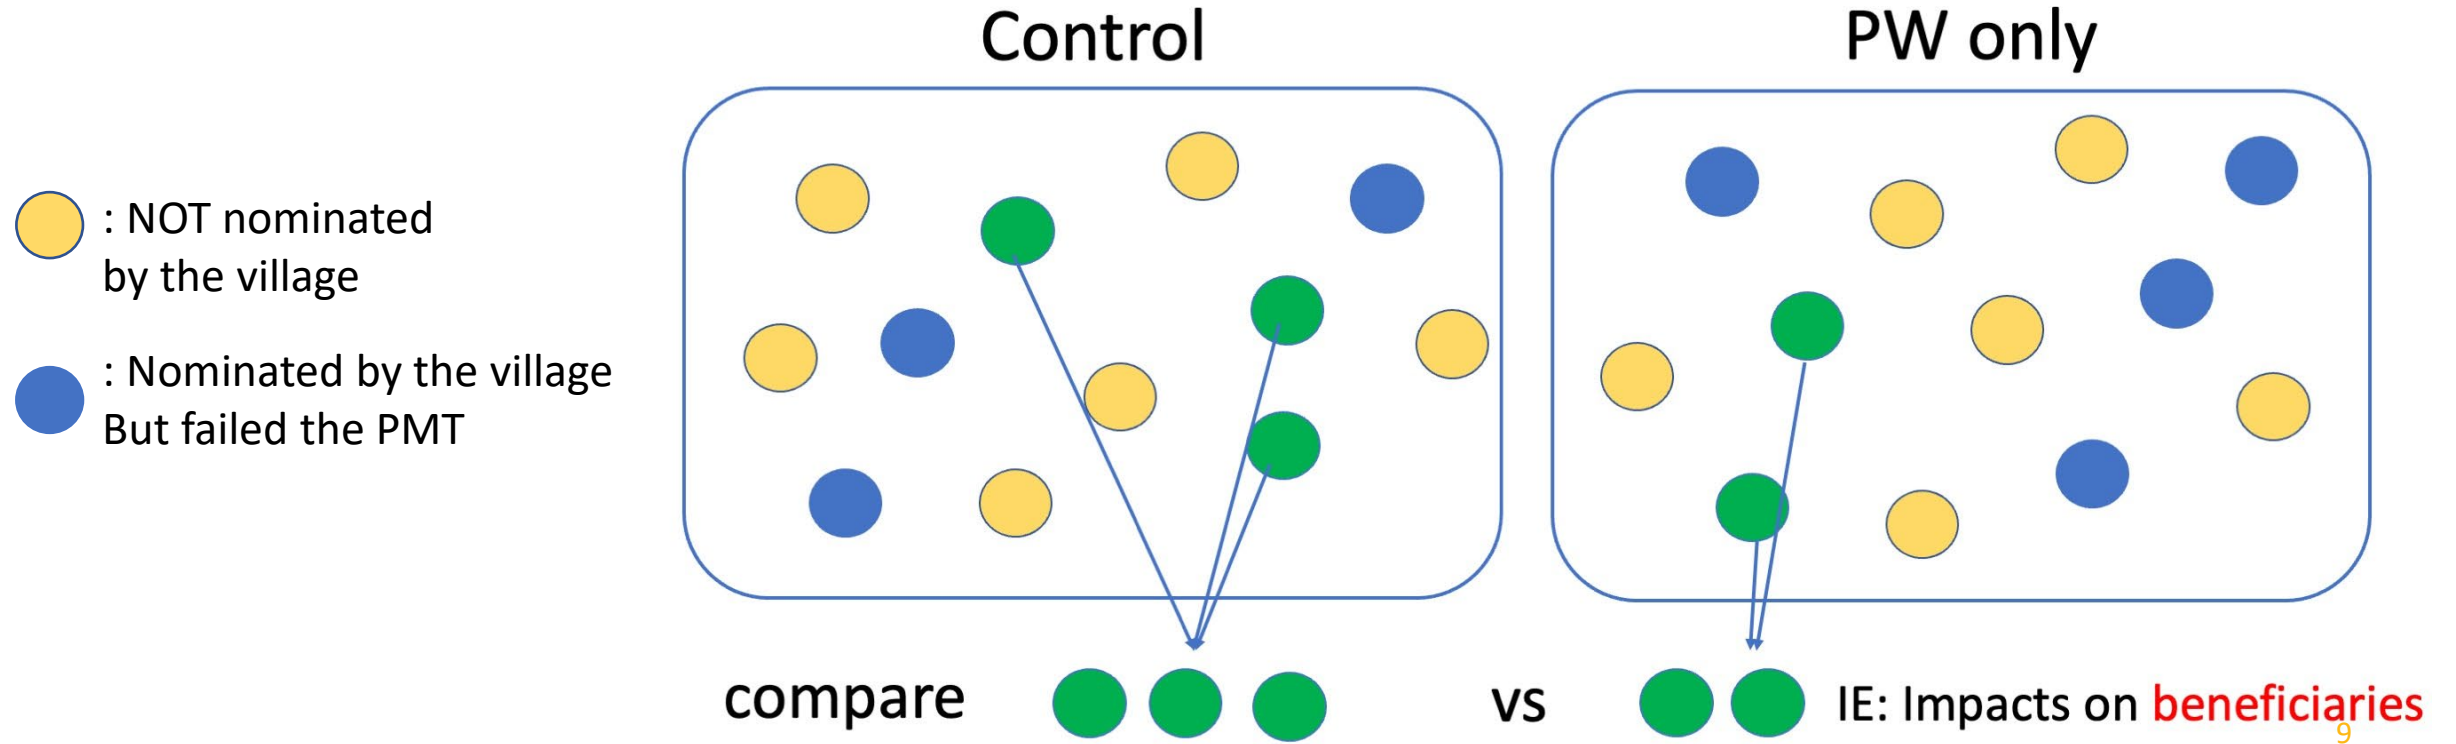 Control
PW only
: NOT nominated
by the village
: Nominated by the village
But failed the PMT
compare
vs
IE: Impacts on beneficiaries
9